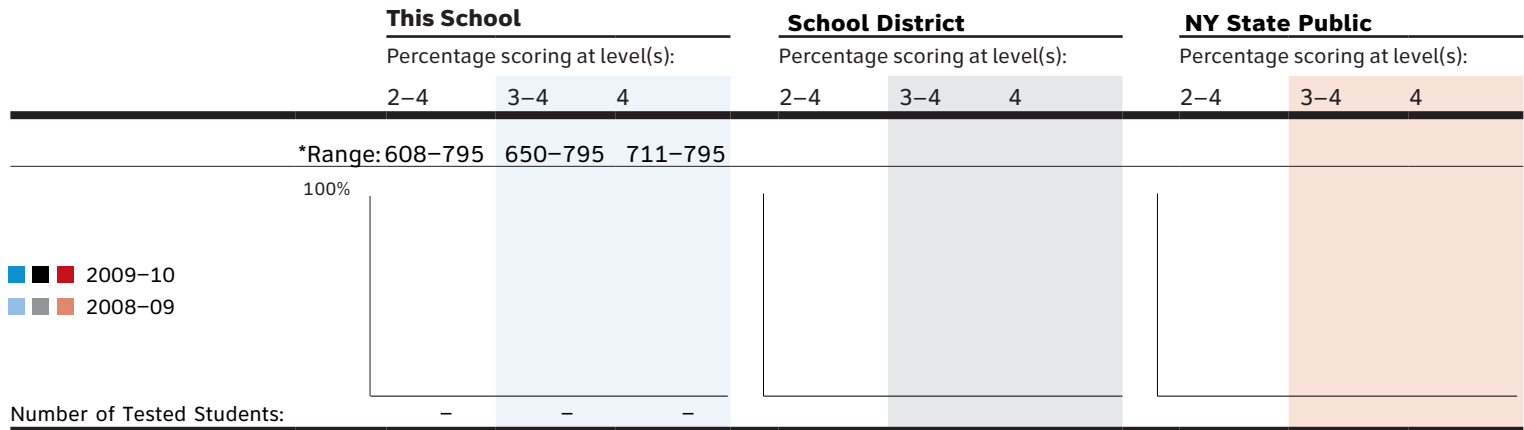 This School School District NY State Public
Percentage scoring at level(s): Percentage scoring at level(s): Percentage scoring at level(s):
2–4 3–4 4 2–4 3–4 4 2–4 3–4 4
*Range: 608–795 650–795 711–795
100%
2009–10
2008–09
Number of Tested Students: – – –